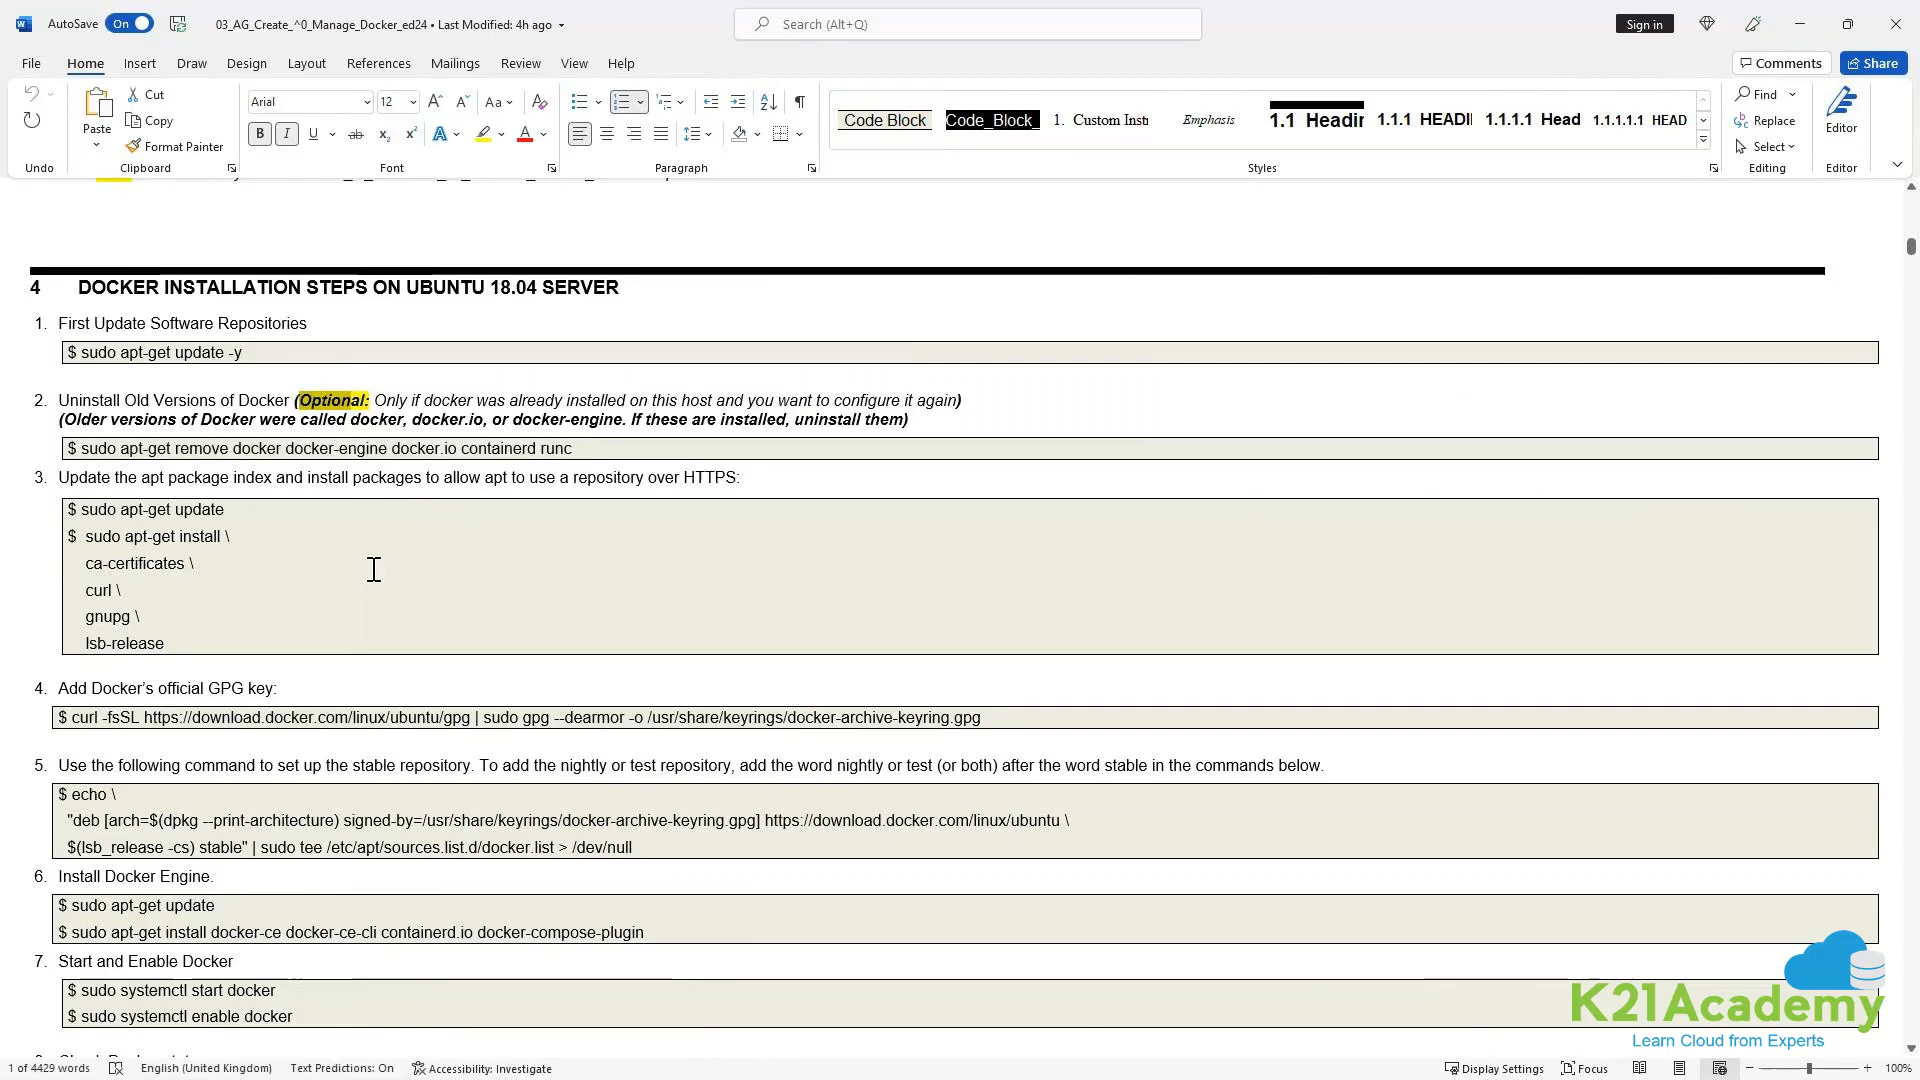 AutoSave On 03_AG_Create_^0_Manage_Docker_ed24 • Last Modified: 4h ago Search (Alt+Q) Sign in
File Home Insert Draw Design Layout References Mailings Review View Help Comments Share
Paste Cut Copy Format Painter
Arial 12
Code Block Code_Block_ 1. Custom Instr Emphasis 1.1 Headin 1.1.1 HEADI 1.1.1.1 Head 1.1.1.1.1 HEAD
Find Replace Select Editor
Undo Clipboard Font Paragraph Styles Editing Editor
4 DOCKER INSTALLATION STEPS ON UBUNTU 18.04 SERVER
1. First Update Software Repositories
$ sudo apt-get update -y
2. Uninstall Old Versions of Docker (Optional: Only if docker was already installed on this host and you want to configure it again)
(Older versions of Docker were called docker, docker.io, or docker-engine. If these are installed, uninstall them)
$ sudo apt-get remove docker docker-engine docker.io containerd runc
3. Update the apt package index and install packages to allow apt to use a repository over HTTPS:
$ sudo apt-get update
$ sudo apt-get install \
ca-certificates \
curl \
gnupg \
lsb-release
4. Add Docker’s official GPG key:
$ curl -fsSL https://download.docker.com/linux/ubuntu/gpg | sudo gpg --dearmor -o /usr/share/keyrings/docker-archive-keyring.gpg
5. Use the following command to set up the stable repository. To add the nightly or test repository, add the word nightly or test (or both) after the word stable in the commands below.
$ echo \
"deb [arch=$(dpkg --print-architecture) signed-by=/usr/share/keyrings/docker-archive-keyring.gpg] https://download.docker.com/linux/ubuntu \
$(lsb_release -cs) stable" | sudo tee /etc/apt/sources.list.d/docker.list > /dev/null
6. Install Docker Engine.
$ sudo apt-get update
$ sudo apt-get install docker-ce docker-ce-cli containerd.io docker-compose-plugin
7. Start and Enable Docker
$ sudo systemctl start docker
$ sudo systemctl enable docker
K21Academy
Learn Cloud from Experts
1 of 4429 words English (United Kingdom) Text Predictions: On Accessibility: Investigate Display Settings Focus 100%